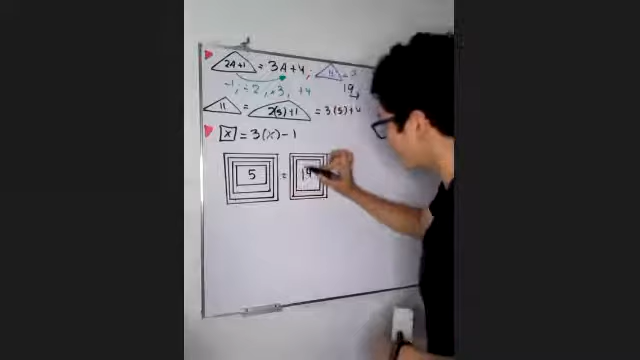 2A+1 = 3A+4; 11 = ?
-1; ÷2; ×3; +4 19
11 = 2(5)+1 = 3(5)+4
x = 3(x)-1
5 = 14